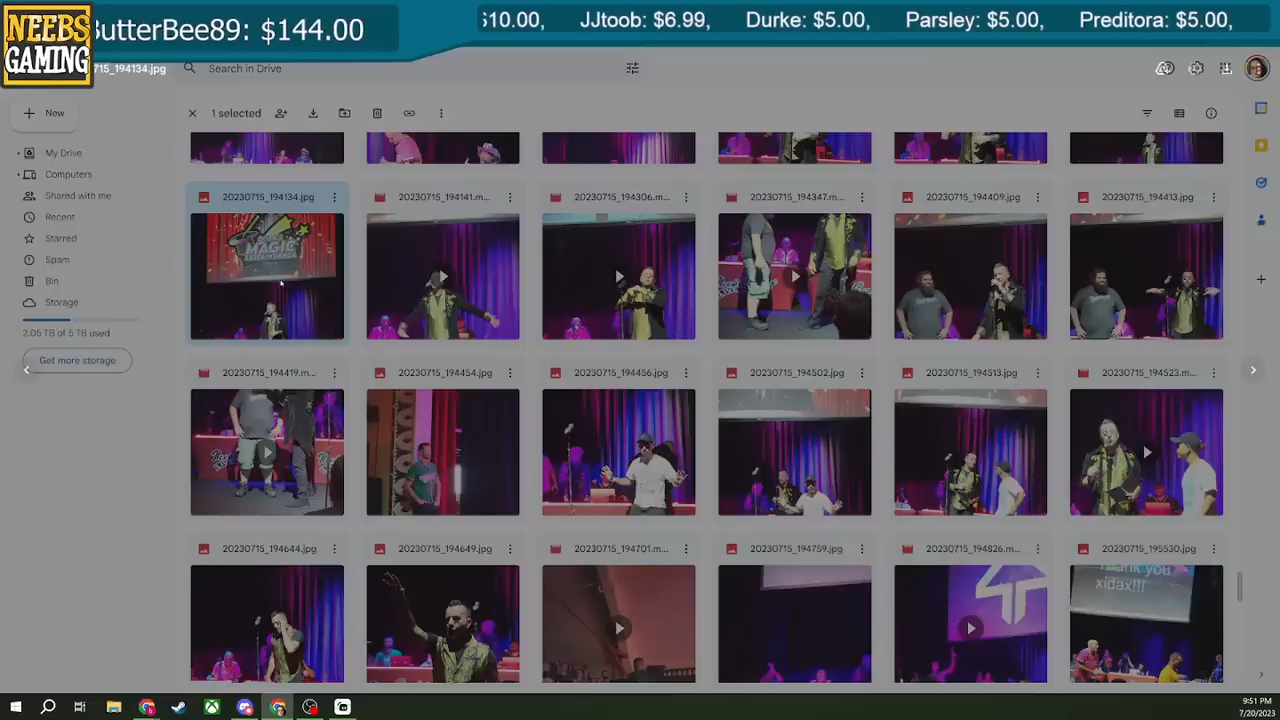 ButterBee89: $144.00
$10.00, JJtoob: $6.99, Durke: $5.00, Parsley: $5.00, Preditora: $5.00,
NEEBS
GAMING
715_194134.jpg
Search in Drive
New
1 selected
My Drive
Computers
Shared with me
Recent
Starred
Spam
Bin
Storage
2.05 TB of 5 TB used
Get more storage
20230715_194134.jpg
20230715_194141.m...
20230715_194306.m...
20230715_194347.m...
20230715_194409.jpg
20230715_194413.jpg
MAGIC
20230715_194419.m...
20230715_194454.jpg
20230715_194456.jpg
20230715_194502.jpg
20230715_194513.jpg
20230715_194523.m...
20230715_194644.jpg
20230715_194649.jpg
20230715_194701.m...
20230715_194759.jpg
20230715_194826.m...
20230715_195530.jpg
Thank you
xidax!!!
9:51 PM
7/20/2023